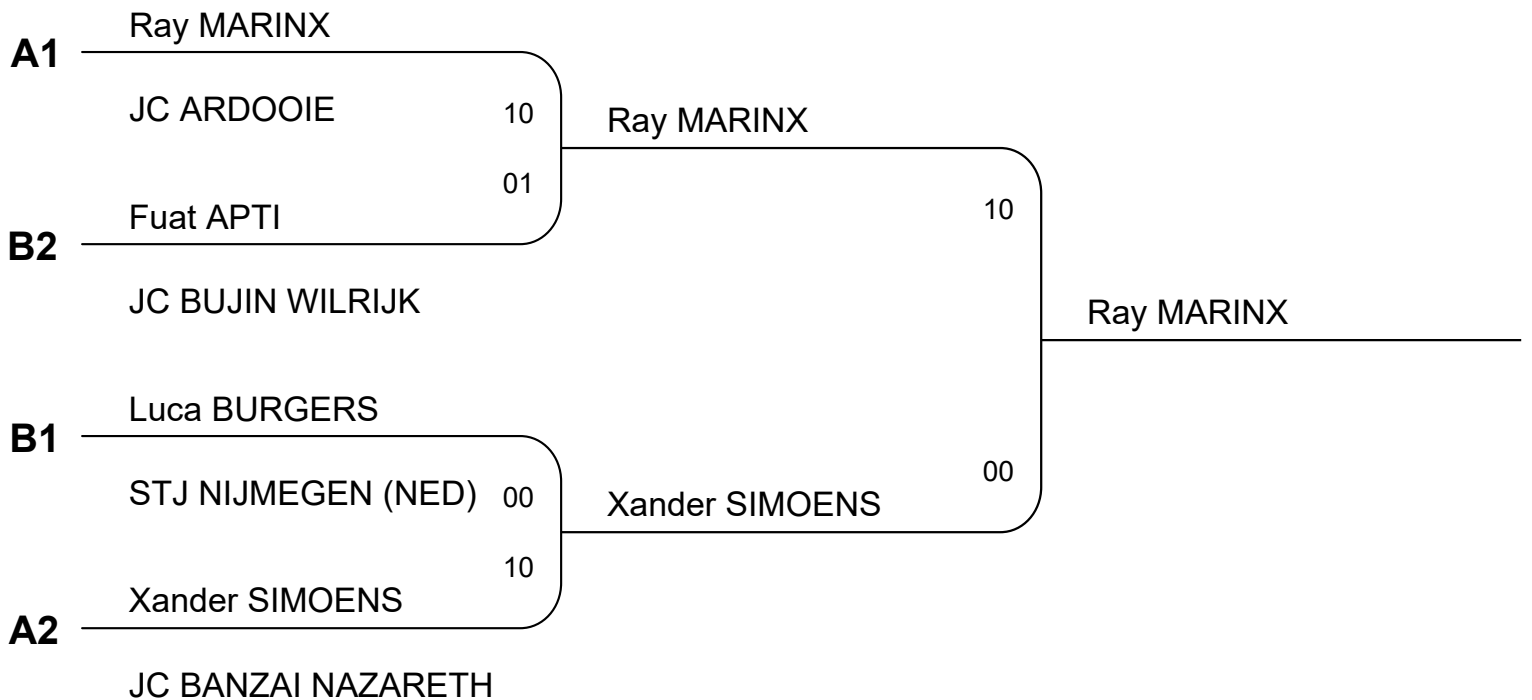 Ray MARINX
A1
JC ARDOOIE
10
Ray MARINX
01
Fuat APTI
10
B2
JC BUJIN WILRIJK
Ray MARINX
Luca BURGERS
B1
00
STJ NIJMEGEN (NED)
00
Xander SIMOENS
10
Xander SIMOENS
A2
JC BANZAI NAZARETH